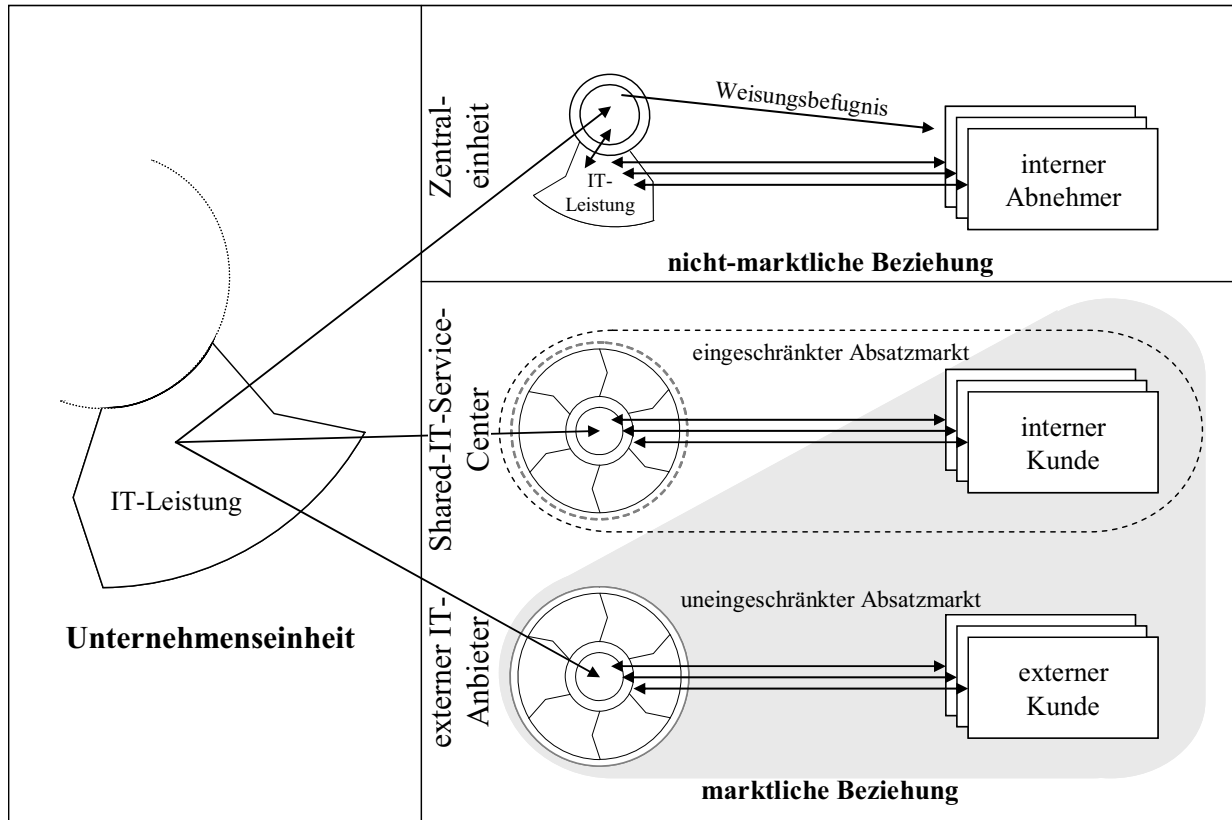 IT-Leistung
Unternehmenseinheit
Zentral-
einheit
Weisungsbefugnis
IT-
Leistung
interner
Abnehmer
nicht-marktliche Beziehung
Shared-IT-Service-
Center
eingeschränkter Absatzmarkt
interner
Kunde
externer IT-
Anbieter
uneingeschränkter Absatzmarkt
externer
Kunde
marktliche Beziehung